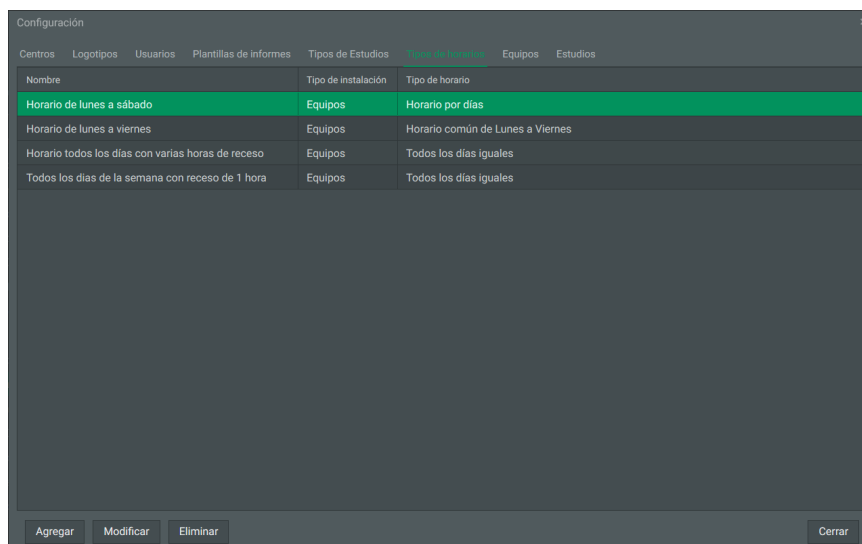 Configuración
Centros Logotipos Usuarios Plantillas de informes Tipos de Estudios Tipos de horarios Equipos Estudios
Nombre Tipo de instalación Tipo de horario
Horario de lunes a sábado Equipos Horario por días
Horario de lunes a viernes Equipos Horario común de Lunes a Viernes
Horario todos los días con varias horas de receso Equipos Todos los días iguales
Todos los dias de la semana con receso de 1 hora Equipos Todos los días iguales
Agregar Modificar Eliminar Cerrar